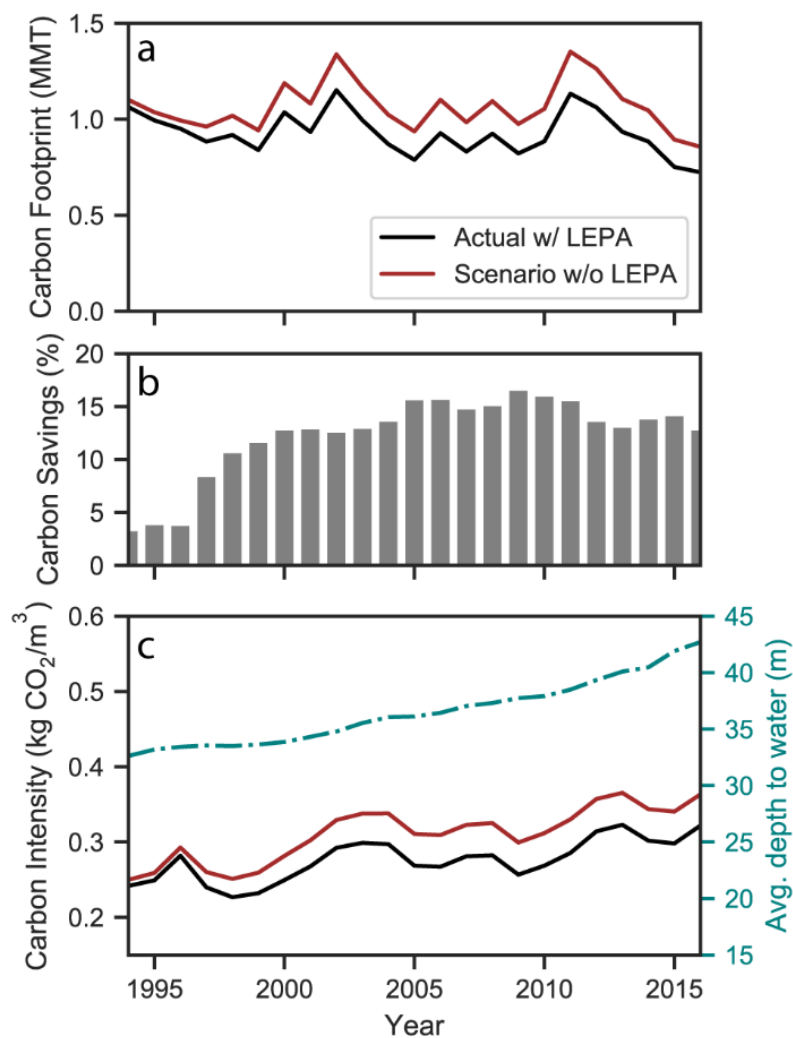 a
Carbon Footprint (MMT)
1.5
1.0
0.5
0.0
Actual w/ LEPA
Scenario w/o LEPA
b
Carbon Savings (%)
20
15
10
5
0
c
Carbon Intensity (kg CO₂/m³)
0.6
0.5
0.4
0.3
0.2
45
40
35
30
25
20
15
Avg. depth to water (m)
1995 2000 2005 2010 2015
Year